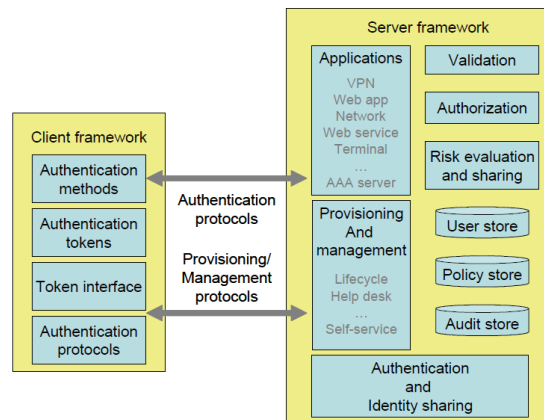 Client framework
Authentication
methods
Authentication
tokens
Token interface
Authentication
protocols
Authentication
protocols
Provisioning/
Management
protocols
Server framework
Applications
VPN
Web app
Network
Web service
Terminal
...
AAA server
Provisioning
And
management
Lifecycle
Help desk
...
Self-service
Validation
Authorization
Risk evaluation
and sharing
User store
Policy store
Audit store
Authentication
and
Identity sharing